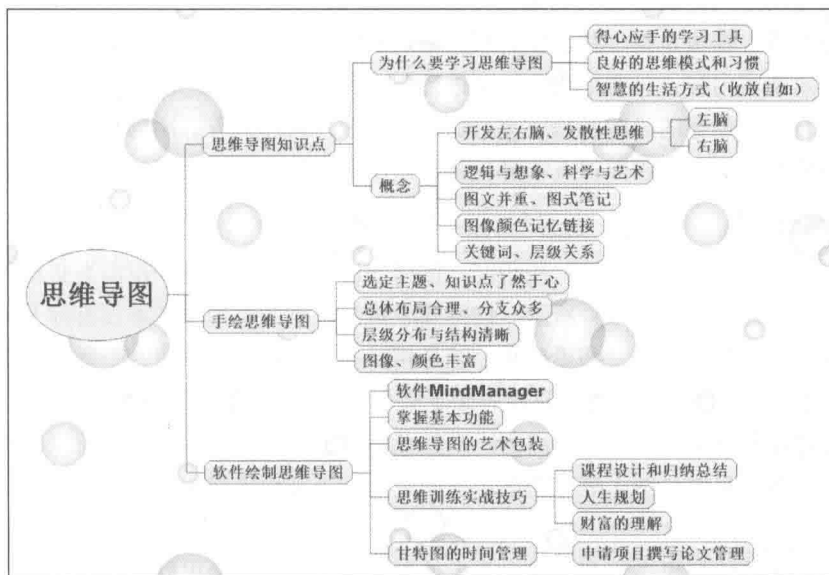 思维导图
思维导图知识点
为什么要学习思维导图
得心应手的学习工具
良好的思维模式和习惯
智慧的生活方式（收放自如）
概念
开发左右脑、发散性思维
左脑
右脑
逻辑与想象、科学与艺术
图文并重、图式笔记
图像颜色记忆链接
关键词、层级关系
手绘思维导图
选定主题、知识点了然于心
总体布局合理、分支众多
层级分布与结构清晰
图像、颜色丰富
软件绘制思维导图
软件MindManager
掌握基本功能
思维导图的艺术包装
思维训练实战技巧
课程设计和归纳总结
人生规划
财富的理解
甘特图的时间管理
申请项目撰写论文管理